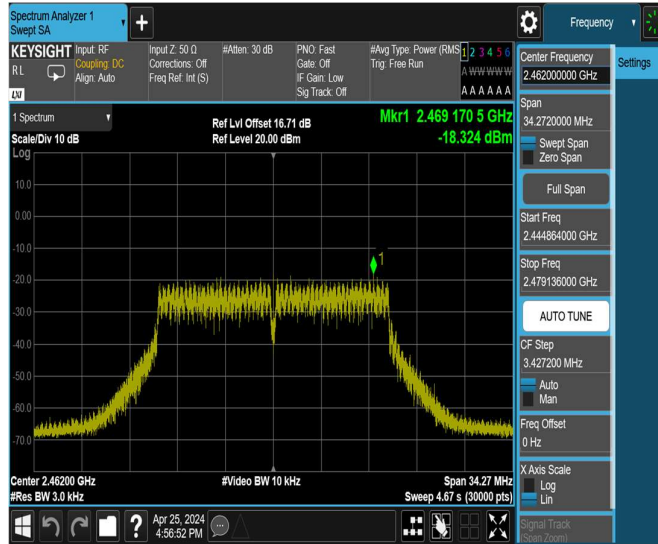 Spectrum Analyzer 1
Swept SA
+
Frequency
KEYSIGHT
RL
LXI
Input: RF
Coupling: DC
Align: Auto
Input Z: 50 Ω
Corrections: Off
Freq Ref: Int (S)
#Atten: 30 dB
PNO: Fast
Gate: Off
IF Gain: Low
Sig Track: Off
#Avg Type: Power (RMS
Trig: Free Run
1 2 3 4 5 6
A W W W W W
A A A A A A
1 Spectrum
Scale/Div 10 dB
Ref Lvl Offset 16.71 dB
Ref Level 20.00 dBm
Mkr1 2.469 170 5 GHz
-18.324 dBm
Log
10.0
0.00
-10.0
-20.0
-30.0
-40.0
-50.0
-60.0
-70.0
1
Center 2.46200 GHz
#Res BW 3.0 kHz
#Video BW 10 kHz
Span 34.27 MHz
Sweep 4.67 s (30000 pts)
Apr 25, 2024
4:56:52 PM
?
Center Frequency
2.462000000 GHz
Settings
Span
34.2720000 MHz
Swept Span
Zero Span
Full Span
Start Freq
2.444864000 GHz
Stop Freq
2.479136000 GHz
AUTO TUNE
CF Step
3.427200 MHz
Auto
Man
Freq Offset
0 Hz
X Axis Scale
Log
Lin
Signal Track
(Span Zoom)